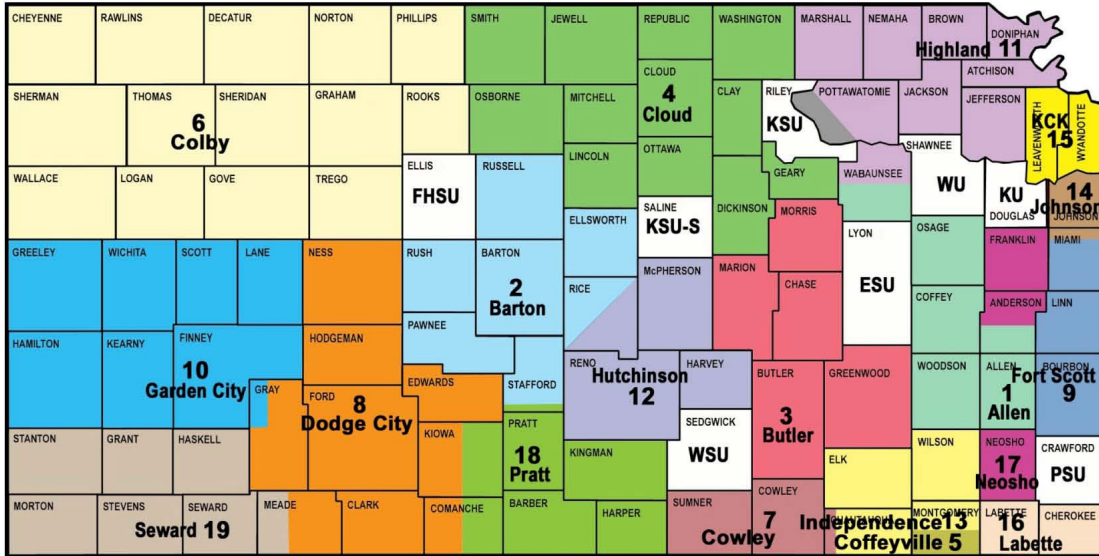 CHEYENNE RAWLINS DECATUR NORTON PHILLIPS SMITH JEWELL REPUBLIC WASHINGTON MARSHALL NEMAHA BROWN DONIPHAN
Highland 11
SHERMAN THOMAS SHERIDAN GRAHAM ROOKS OSBORNE MITCHELL CLOUD CLAY RILEY POTTAWATOMIE JACKSON ATCHISON JEFFERSON LEAVENWORTH WYANDOTTE
6
Colby
4
Cloud
KSU
KCK
15
WALLACE LOGAN GOVE TREGO ELLIS RUSSELL LINCOLN OTTAWA GEARY WABAUNSEE SHAWNEE
FHSU
SALINE DICKINSON MORRIS
KSU-S
WU
KU
DOUGLAS
14
Johnson
JOHNSON
ELLSWORTH LYON OSAGE FRANKLIN MIAMI
GREELEY WICHITA SCOTT LANE NESS RUSH BARTON RICE McPHERSON MARION CHASE
2
Barton
ESU
COFFEY ANDERSON LINN
HAMILTON KEARNY FINNEY HODGEMAN PAWNEE STAFFORD RENO HARVEY BUTLER GREENWOOD WOODSON ALLEN BOURBON
10
Garden City
Hutchinson
12
Fort Scott
9
1
Allen
GRAY FORD EDWARDS
8
Dodge City
3
Butler
STANTON GRANT HASKELL KIOWA PRATT KINGMAN SEDGWICK ELK WILSON NEOSHO CRAWFORD
18
Pratt
WSU
17
Neosho
PSU
MORTON STEVENS SEWARD MEADE CLARK COMANCHE BARBER HARPER SUMNER COWLEY CHAUTAUQUA MONTGOMERY LABETTE CHEROKEE
Seward 19
7
Cowley
Independence 13
Coffeyville 5
16
Labette